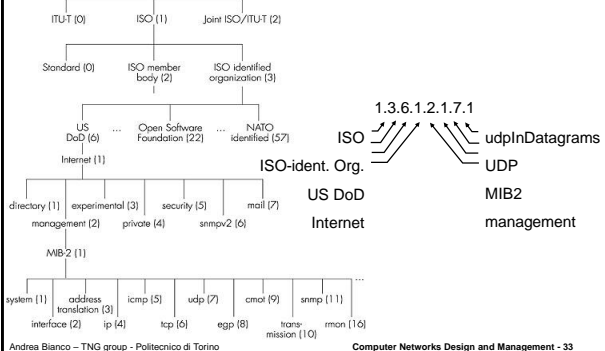 ITU-T (0) ISO (1) Joint ISO/ITU-T (2)
Standard (0) ISO member body (2) ISO identified organization (3)
US DoD (6) ... Open Software Foundation (22) ... NATO identified (57)
Internet (1)
directory (1) experimental (3) security (5) mail (7)
management (2) private (4) snmpv2 (6)
MIB-2 (1)
...
system (1) address translation (3) icmp (5) udp (7) cmot (9) snmp (11)
interface (2) ip (4) tcp (6) egp (8) trans-mission (10) rmon (16)
1.3.6.1.2.1.7.1
ISO udpInDatagrams
ISO-ident. Org. UDP
US DoD MIB2
Internet management
Andrea Bianco – TNG group - Politecnico di Torino Computer Networks Design and Management - 33